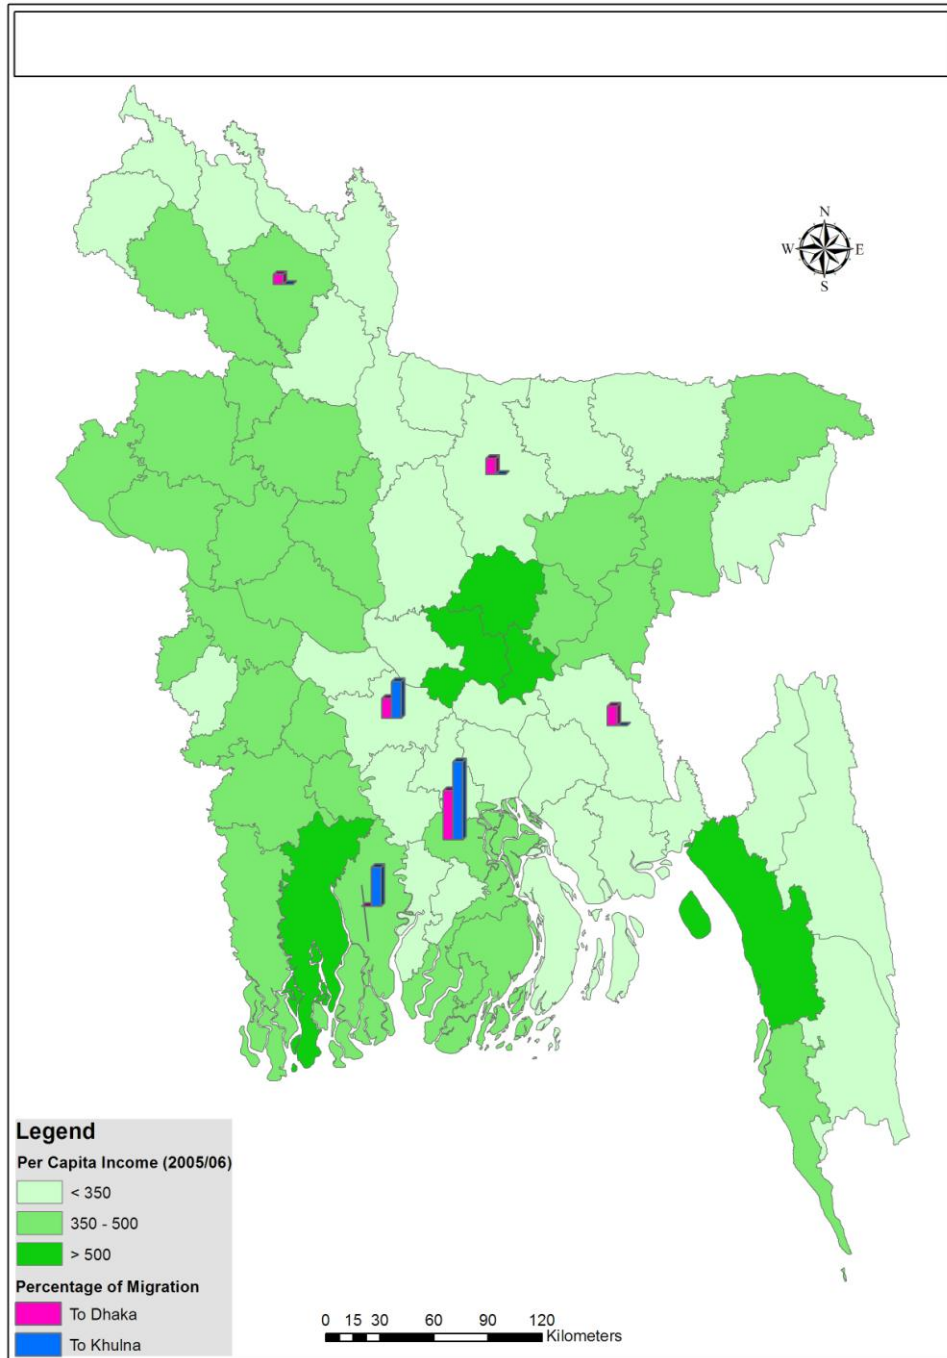 N
W E
S
Legend
Per Capita Income (2005/06)
< 350
350 - 500
> 500
Percentage of Migration
To Dhaka
To Khulna
0 15 30 60 90 120
Kilometers